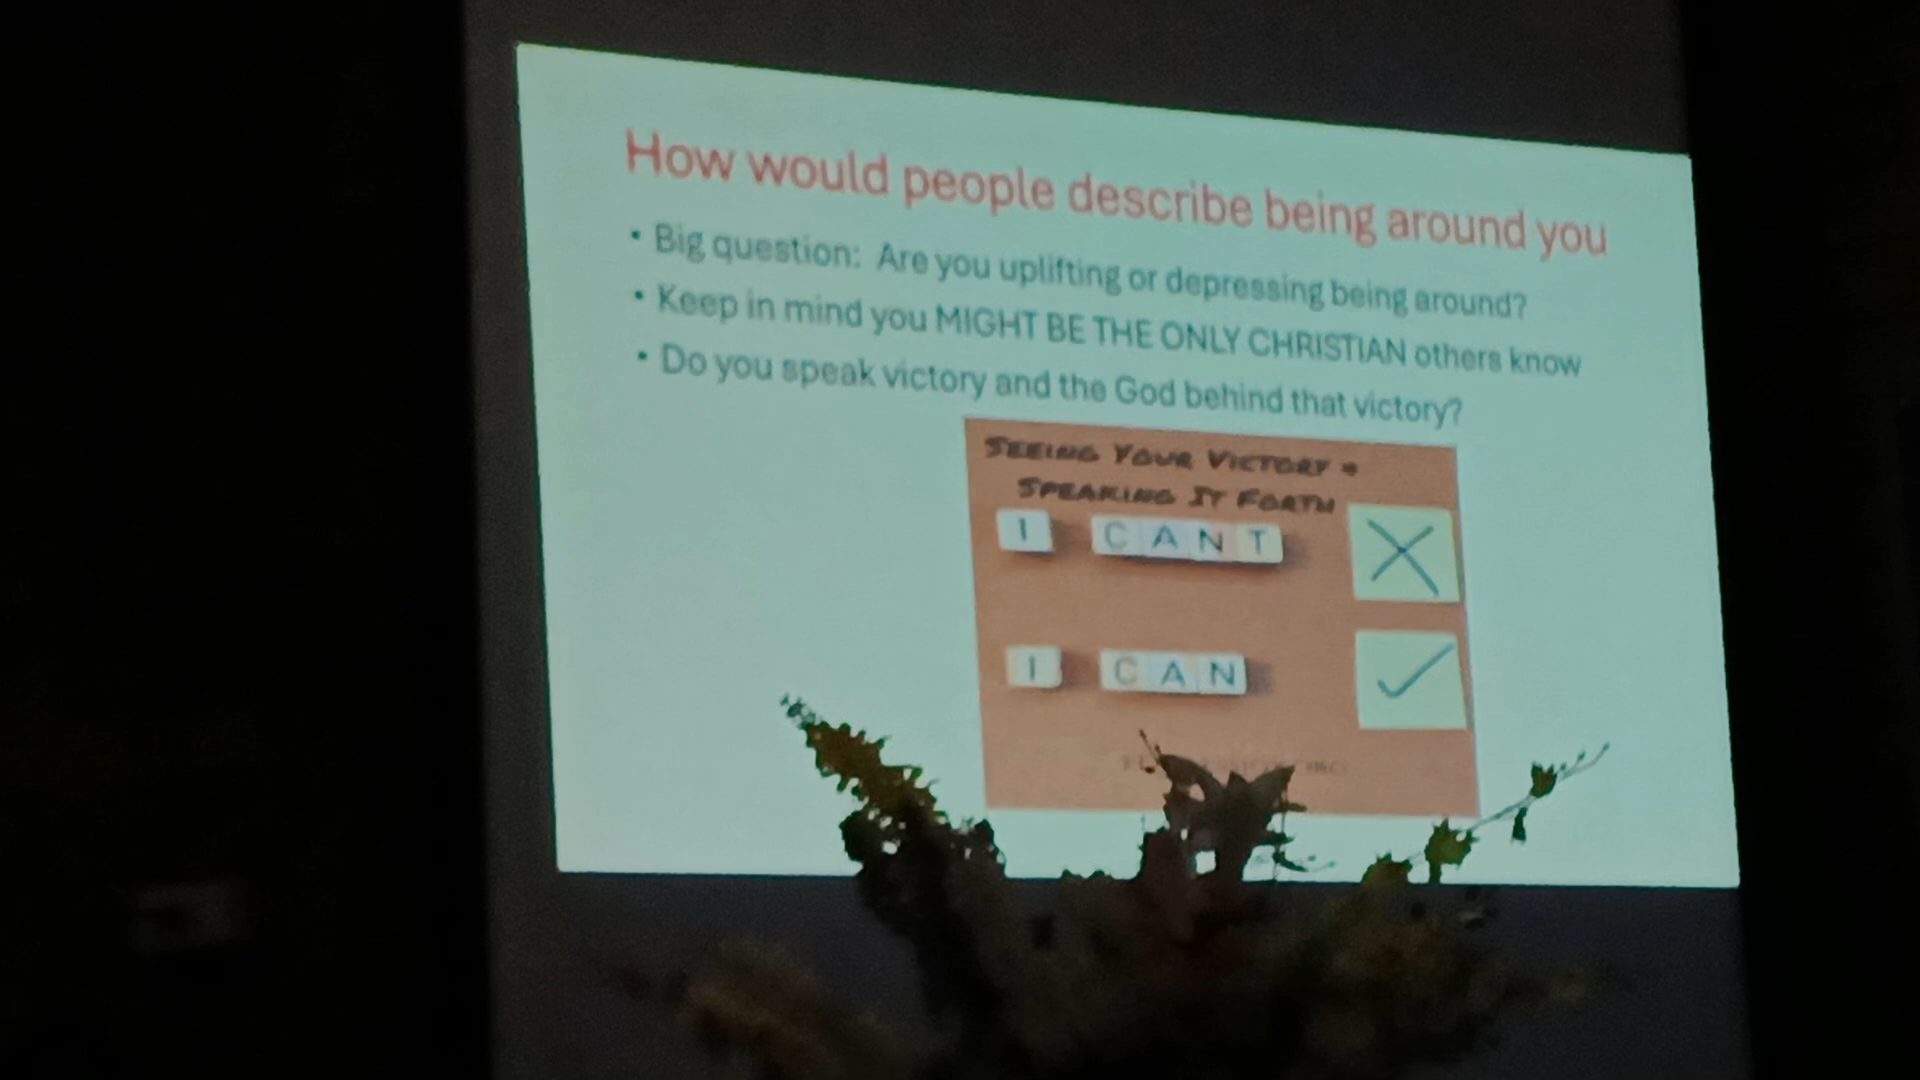 How would people describe being around you
• Big question: Are you uplifting or depressing being around?
• Keep in mind you MIGHT BE THE ONLY CHRISTIAN others know
• Do you speak victory and the God behind that victory?
SEEING YOUR VICTORY +
SPEAKING IT FORTH
I CANT
I CAN